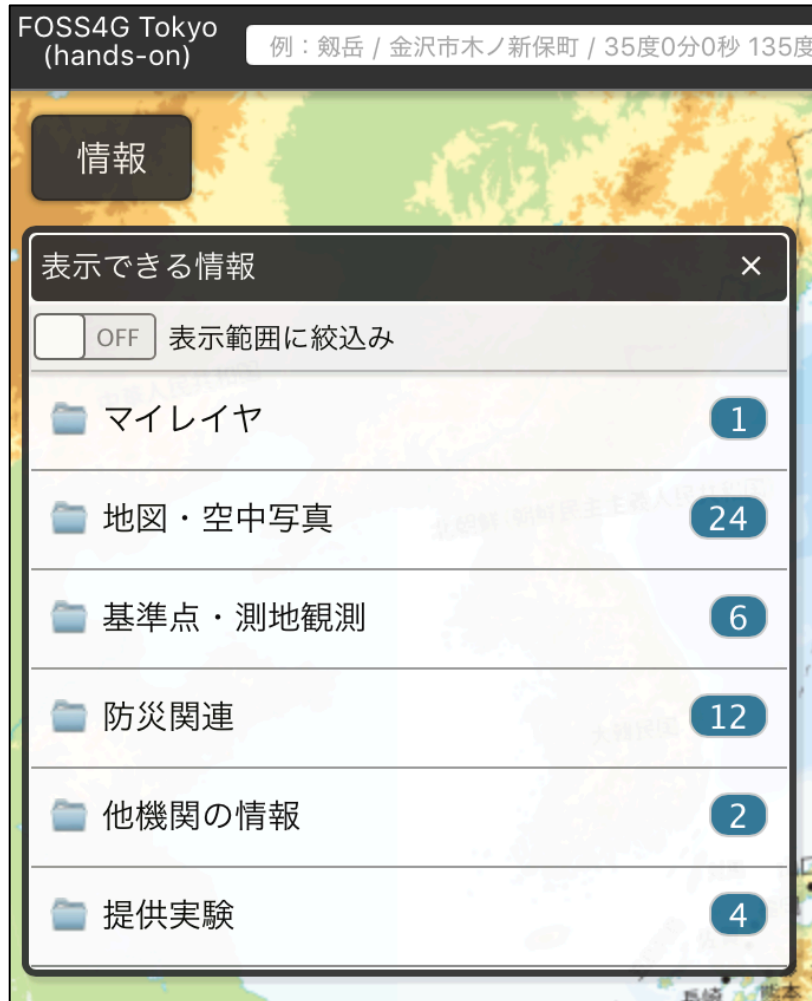 FOSS4G Tokyo
(hands-on)
例：剱岳 / 金沢市木ノ新保町 / 35度0分0秒 135度
情報
表示できる情報 ×
OFF 表示範囲に絞込み
マイレイヤ 1
地図・空中写真 24
基準点・測地観測 6
防災関連 12
他機関の情報 2
提供実験 4
長崎 熊本